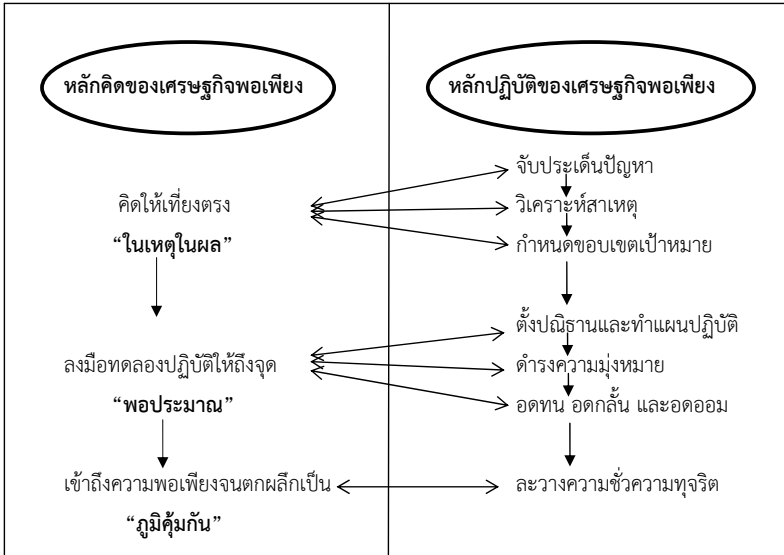 หลักคิดของเศรษฐกิจพอเพียง
คิดให้เที่ยงตรง
“ในเหตุในผล”
ลงมือทดลองปฏิบัติให้ถึงจุด
“พอประมาณ”
เข้าถึงความพอเพียงจนตกผลึกเป็น
“ภูมิคุ้มกัน”
หลักปฏิบัติของเศรษฐกิจพอเพียง
จับประเด็นปัญหา
วิเคราะห์สาเหตุ
กำหนดขอบเขตเป้าหมาย
ตั้งปณิธานและทำแผนปฏิบัติ
ดำรงความมุ่งหมาย
อดทน อดกลั้น และอดออม
ละวางความชั่วความทุจริต